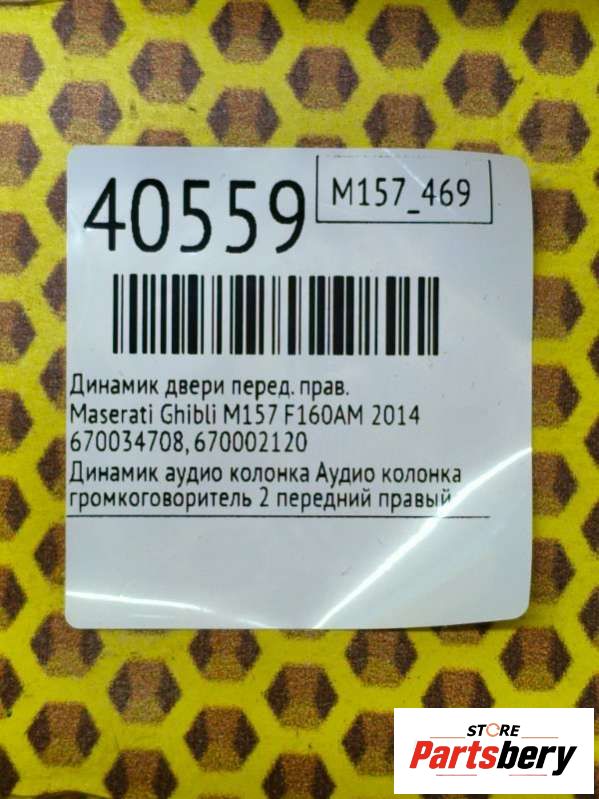 40559
M157_469
Динамик двери перед. прав.
Maserati Ghibli M157 F160AM 2014
670034708, 670002120
Динамик аудио колонка Аудио колонка
громкоговоритель 2 передний правый
STORE
Partsbery